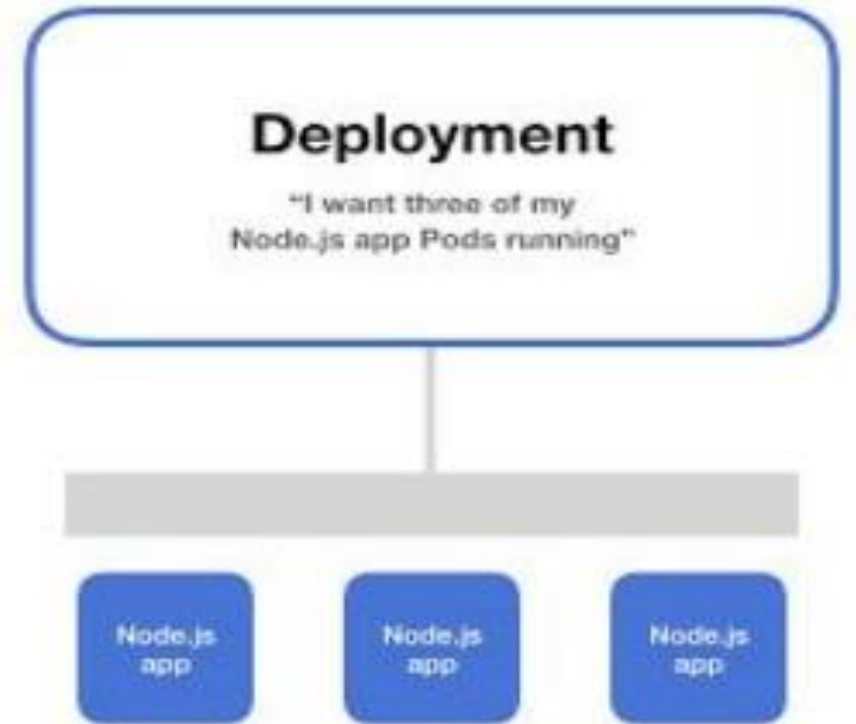 Deployment
“I want three of my
Node.js app Pods running”
Node.js
app
Node.js
app
Node.js
app